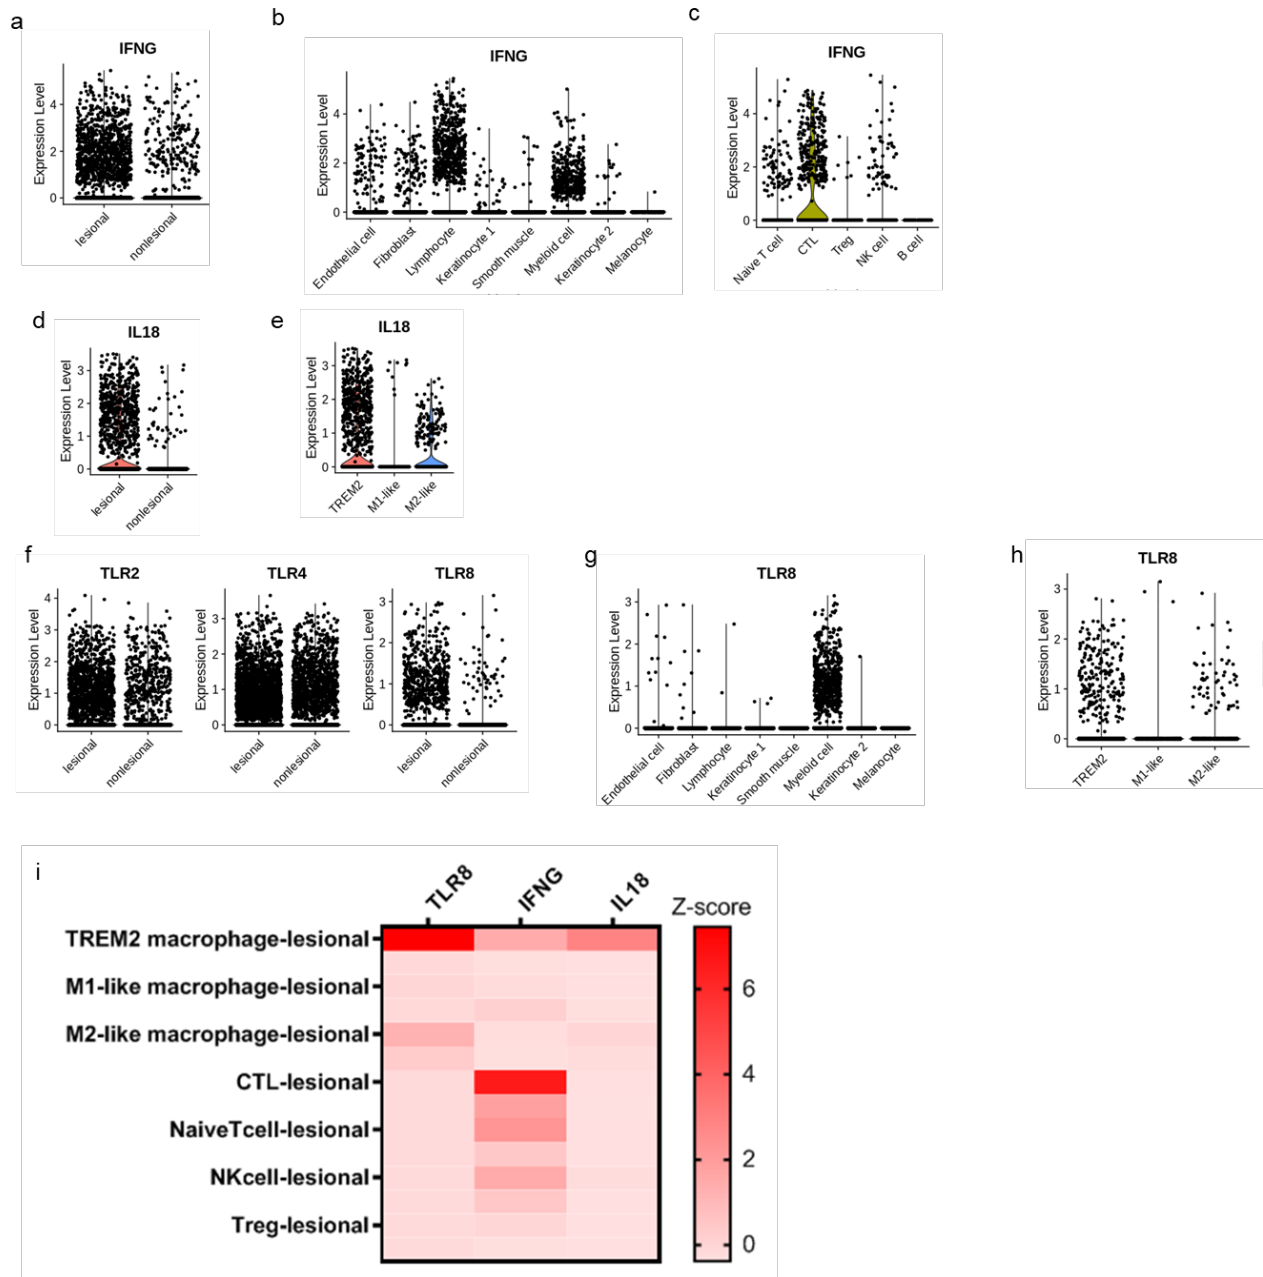 a
b
c
IFNG
Expression Level
4
2
0
lesional
nonlesional
IFNG
Expression Level
4
2
0
Endothelial cell
Fibroblast
Lymphocyte
Keratinocyte 1
Smooth muscle
Myeloid cell
Keratinocyte 2
Melanocyte
IFNG
Expression Level
4
2
0
Naive T cell
CTL
Treg
NK cell
B cell
d
IL18
Expression Level
3
2
1
0
lesional
nonlesional
e
IL18
Expression Level
3
2
1
0
TREM2
M1-like
M2-like
f
TLR2
Expression Level
4
3
2
1
0
lesional
nonlesional
TLR4
Expression Level
3
2
1
0
lesional
nonlesional
TLR8
Expression Level
3
2
1
0
lesional
nonlesional
g
TLR8
Expression Level
3
2
1
0
Endothelial cell
Fibroblast
Lymphocyte
Keratinocyte 1
Smooth muscle
Myeloid cell
Keratinocyte 2
Melanocyte
h
TLR8
Expression Level
3
2
1
0
TREM2
M1-like
M2-like
i
TLR8
IFNG
IL18
Z-score
TREM2 macrophage-lesional
M1-like macrophage-lesional
M2-like macrophage-lesional
CTL-lesional
NaiveTcell-lesional
NKcell-lesional
Treg-lesional
6
4
2
0